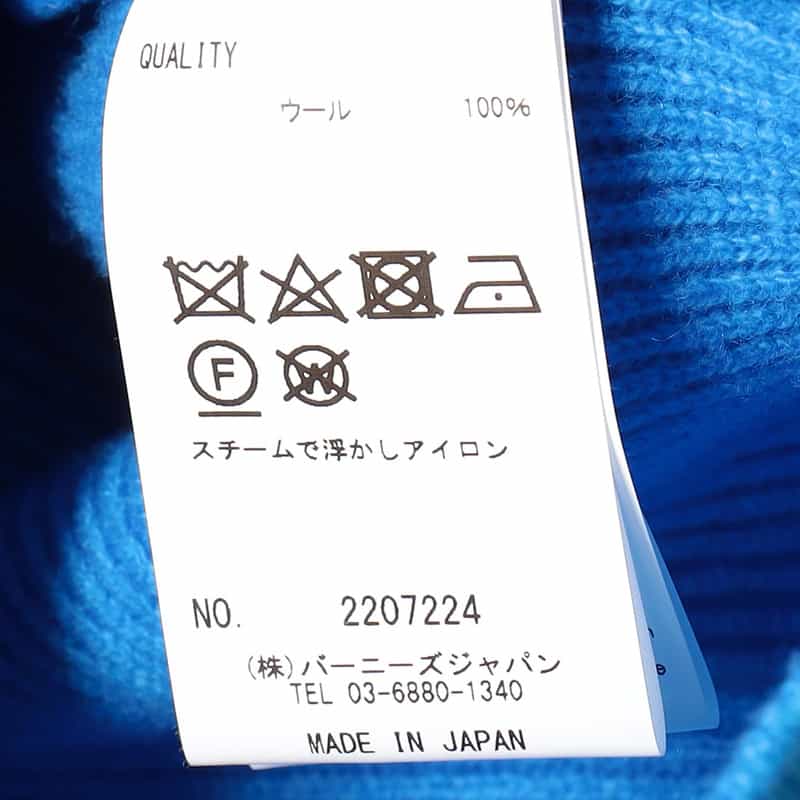 QUALITY
ウール 100%
F
W
スチームで浮かしアイロン
NO. 2207224
(株)バーニーズジャパン
TEL 03-6880-1340
MADE IN JAPAN